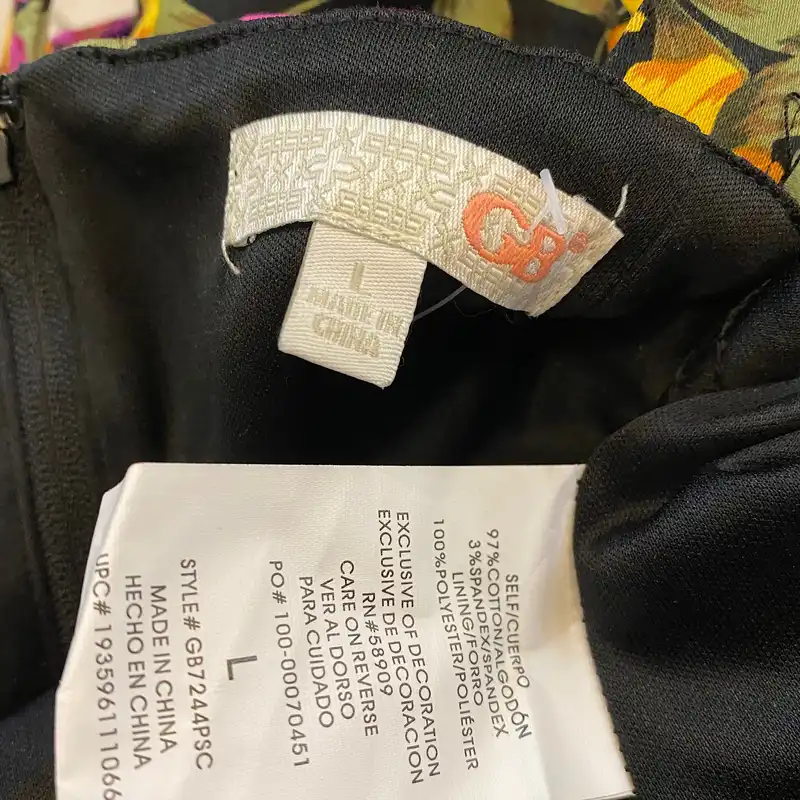 GB
L
MADE IN
CHINA
SELF/CUERPO
97%COTTON/ALGODÓN
3%SPANDEX/SPANDEX
LINING/FORRO
100%POLYESTER/POLIÉSTER
EXCLUSIVE OF DECORATION
EXCLUSIVE DE DECORACION
RN#58909
CARE ON REVERSE
VER AL DORSO
PARA CUIDADO
PO# 100-00070451
L
STYLE# GB7244PSC
MADE IN CHINA
HECHO EN CHINA
UPC# 193596111066